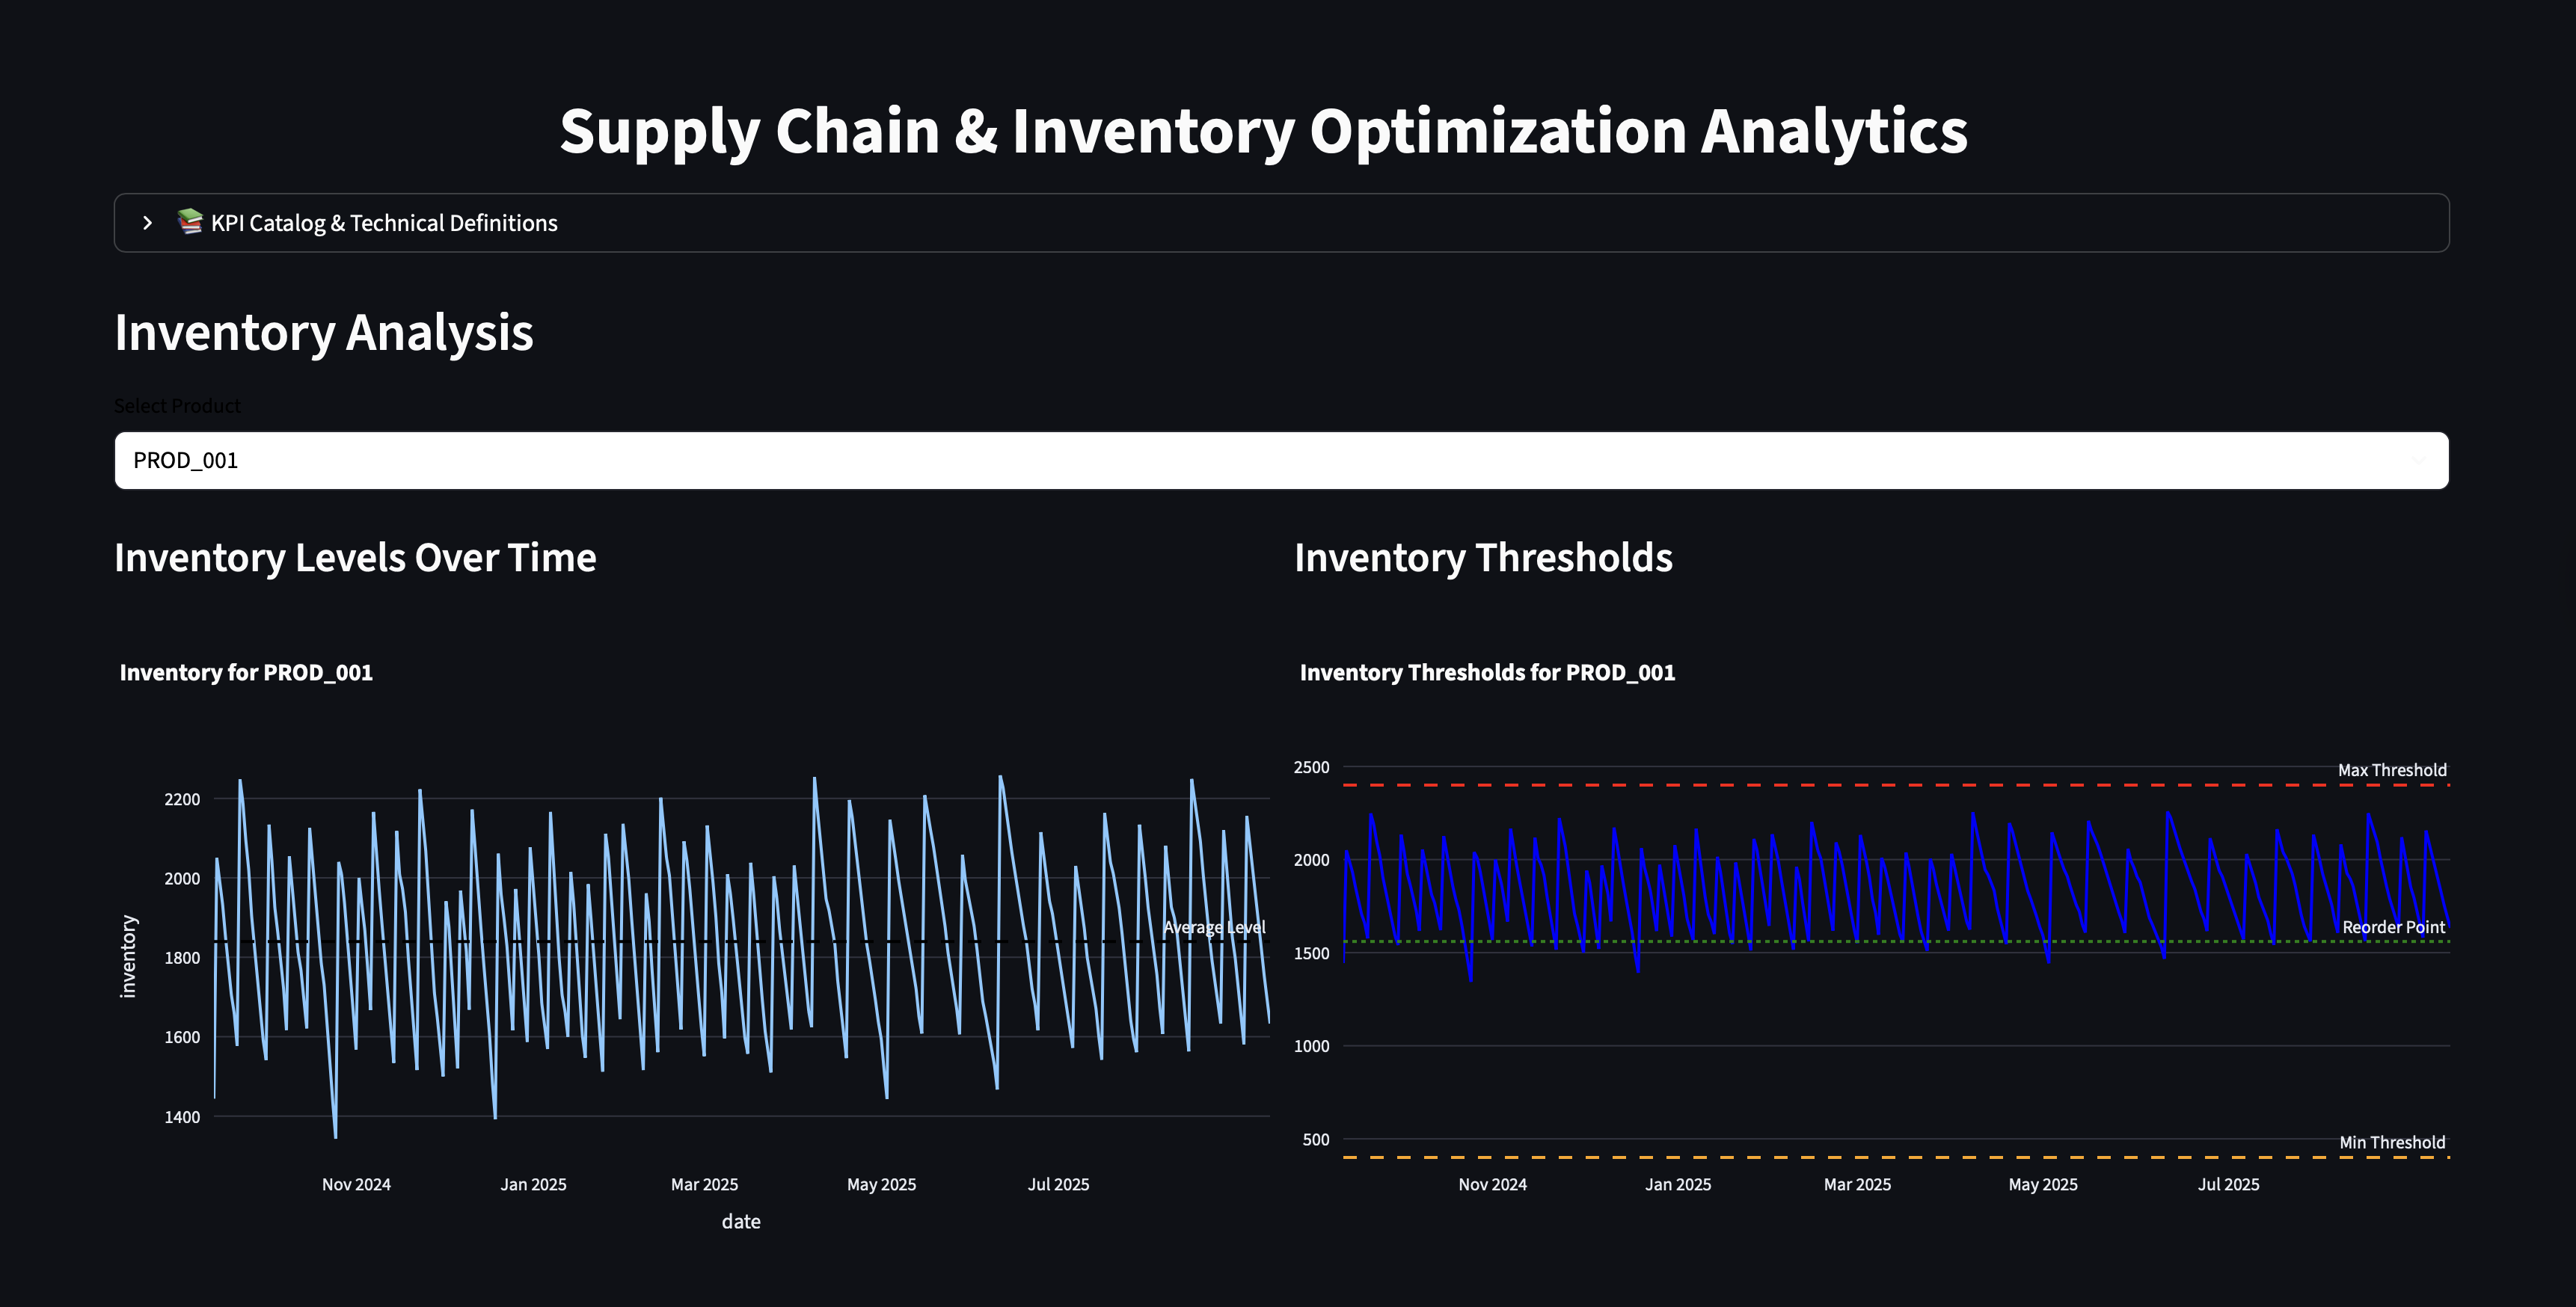 Supply Chain & Inventory Optimization Analytics
KPI Catalog & Technical Definitions
Inventory Analysis
Select Product
PROD_001
Inventory Levels Over Time
Inventory for PROD_001
2200
2000
1800
1600
1400
inventory
Average Level
Nov 2024
Jan 2025
Mar 2025
May 2025
Jul 2025
date
Inventory Thresholds
Inventory Thresholds for PROD_001
2500
2000
1500
1000
500
Max Threshold
Reorder Point
Min Threshold
Nov 2024
Jan 2025
Mar 2025
May 2025
Jul 2025